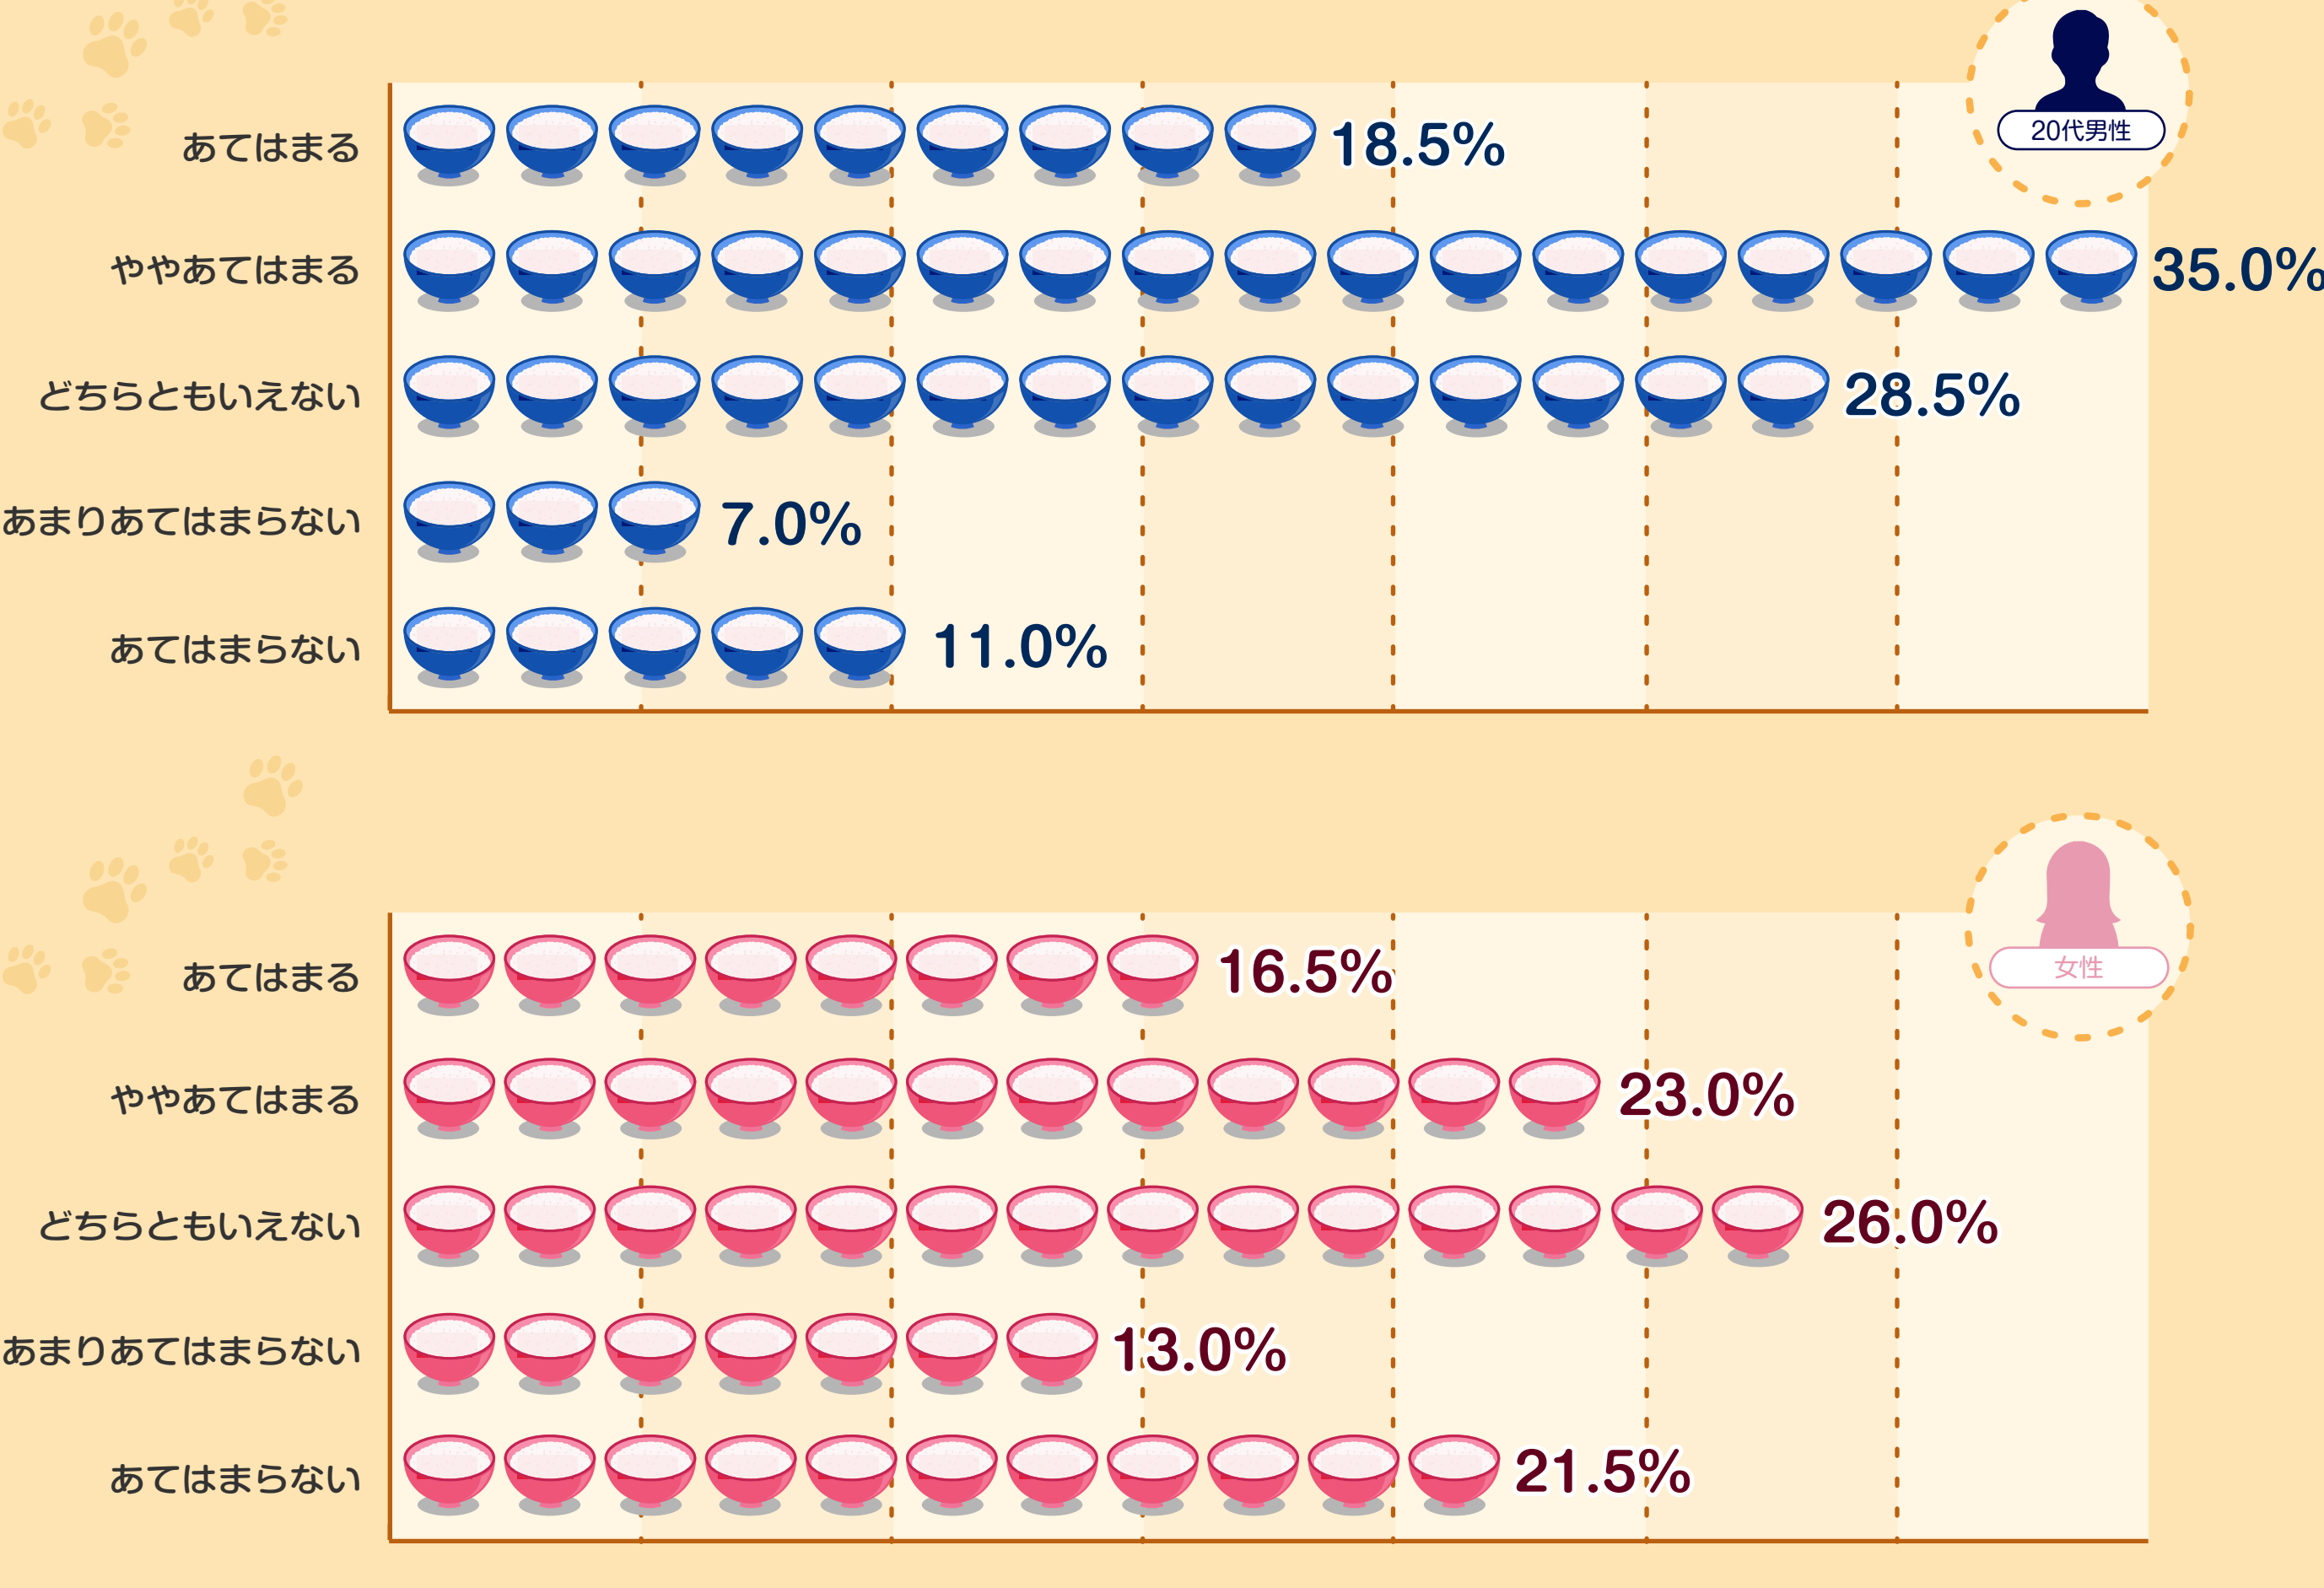 20代男性
あてはまる 18.5%
ややあてはまる 35.0%
どちらともいえない 28.5%
あまりあてはまらない 7.0%
あてはまらない 11.0%
女性
あてはまる 16.5%
ややあてはまる 23.0%
どちらともいえない 26.0%
あまりあてはまらない 13.0%
あてはまらない 21.5%